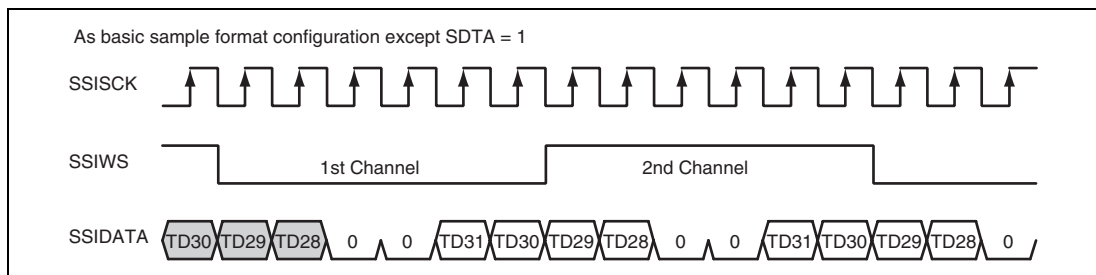 As basic sample format configuration except SDTA = 1
SSISCK
SSIWS 1st Channel 2nd Channel
SSIDATA TD30 TD29 TD28 0 0 TD31 TD30 TD29 TD28 0 0 TD31 TD30 TD29 TD28 0